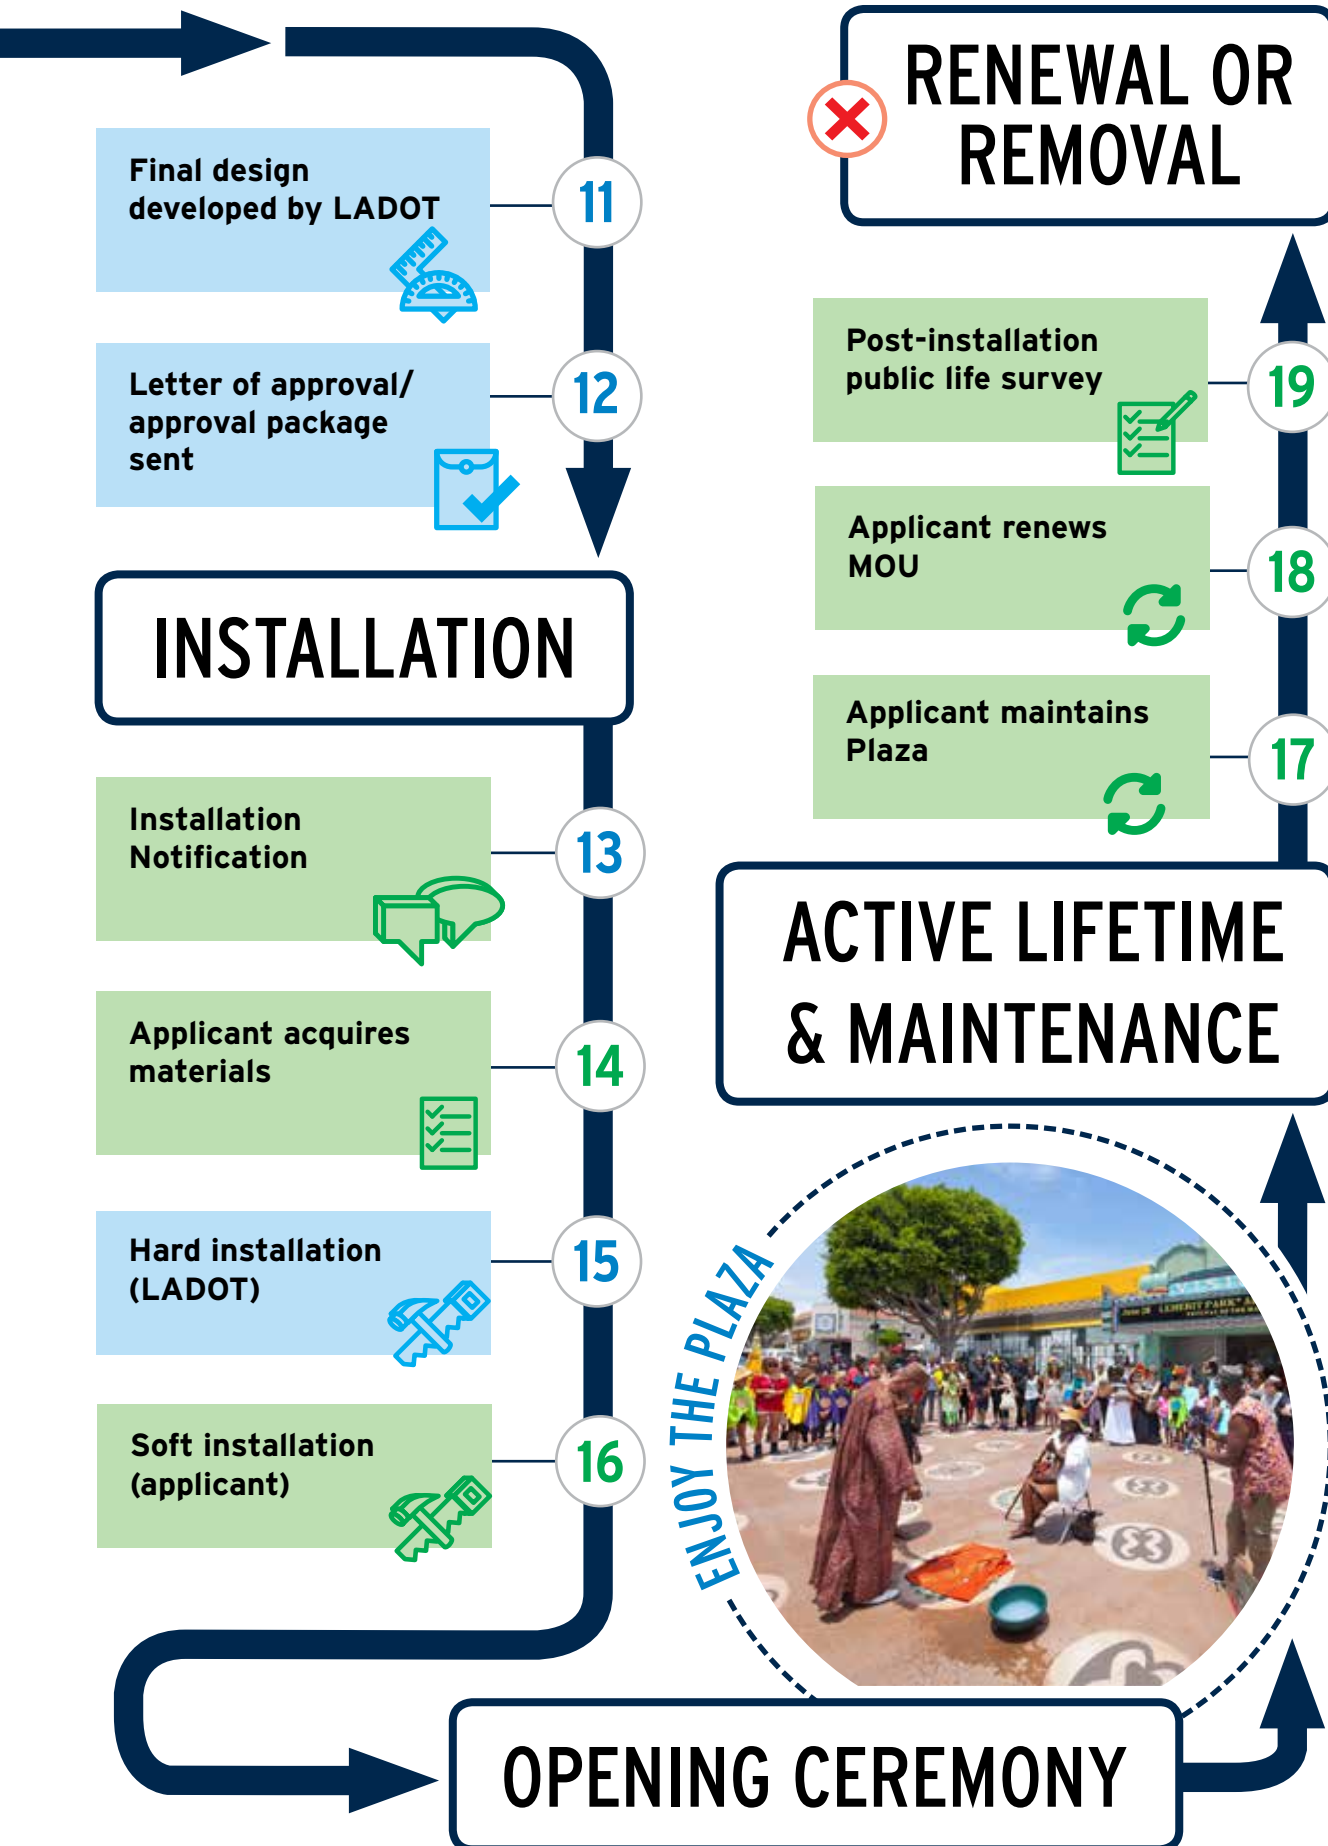 Final design
developed by LADOT
11
Letter of approval/
approval package
sent
12
INSTALLATION
Installation
Notification
13
Applicant acquires
materials
14
Hard installation
(LADOT)
15
Soft installation
(applicant)
16
OPENING CEREMONY
ENJOY THE PLAZA
ACTIVE LIFETIME
& MAINTENANCE
Applicant maintains
Plaza
17
Applicant renews
MOU
18
Post-installation
public life survey
19
RENEWAL OR
REMOVAL